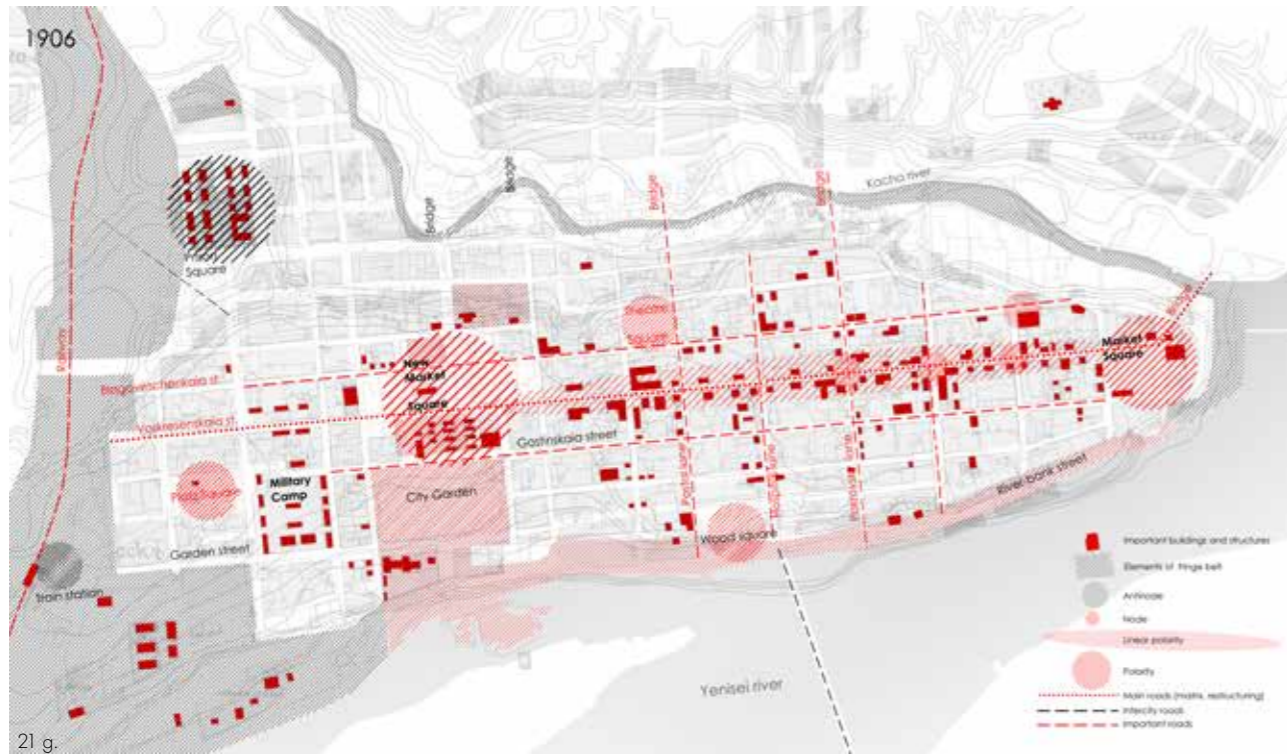 1906
Bridge
Bridge
Bridge
Bridge
Kacha river
Square
Railway
Theatre
Square
Bridge
New
Market
Square
Market
Square
Blagoveschenskaia st.
Voskresenskaia st.
Gostinskaia street
Platz Square
Military
Camp
City Garden
Garden street
Wood square
River bank street
Train station
Yenisei river
Important buildings and structures
Elements of fringe belt
Antinode
Node
Linear polarity
Polarity
Main roads (matrix, restructuring)
Intercity roads
Important roads
21 g.